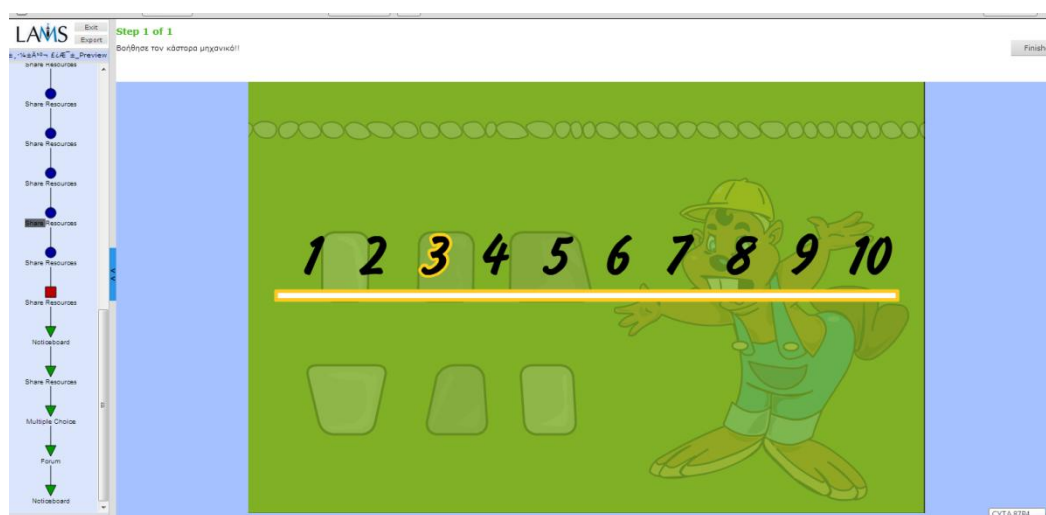 LAMS
Exit
Export
Preview
Share Resources
Share Resources
Share Resources
Share Resources
Share Resources
Share Resources
Share Resources
Noticeboard
Share Resources
Multiple Choice
Forum
Noticeboard
Step 1 of 1
Βοήθησε τον κάστορα μηχανικό!!
Finish
1 2 3 4 5 6 7 8 9 10